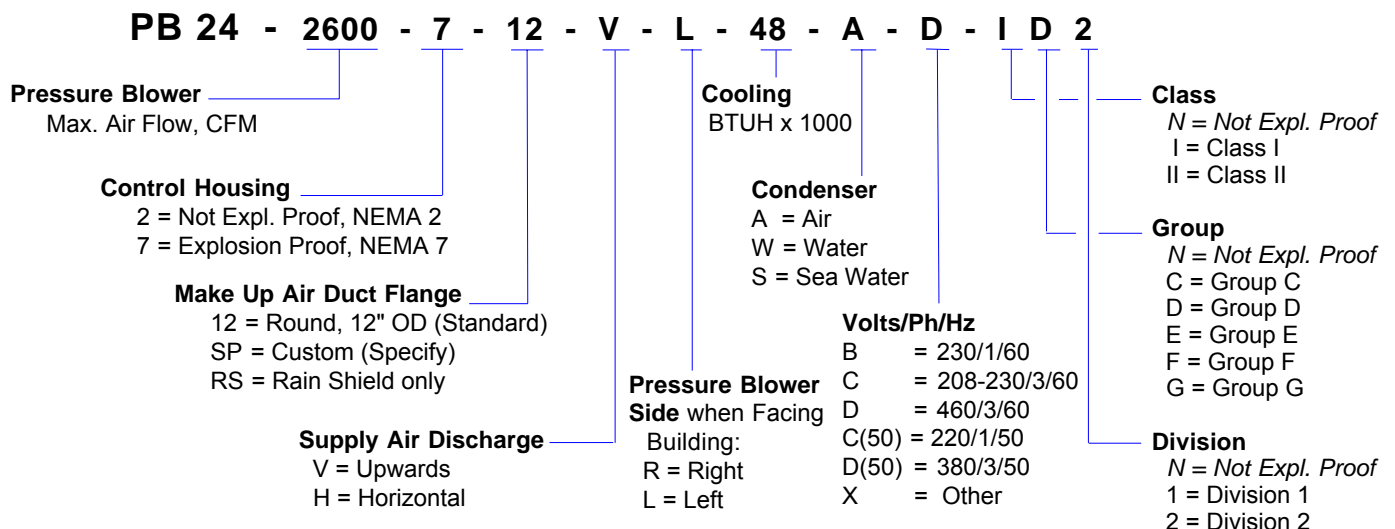 PB 24 - 2600 - 7 - 12 - V - L - 48 - A - D - I D 2
Pressure Blower
Max. Air Flow, CFM
Control Housing
2 = Not Expl. Proof, NEMA 2
7 = Explosion Proof, NEMA 7
Make Up Air Duct Flange
12 = Round, 12" OD (Standard)
SP = Custom (Specify)
RS = Rain Shield only
Supply Air Discharge
V = Upwards
H = Horizontal
Pressure Blower
Side when Facing
Building:
R = Right
L = Left
Cooling
BTUH x 1000
Condenser
A = Air
W = Water
S = Sea Water
Volts/Ph/Hz
B = 230/1/60
C = 208-230/3/60
D = 460/3/60
C(50) = 220/1/50
D(50) = 380/3/50
X = Other
Class
N = Not Expl. Proof
I = Class I
II = Class II
Group
N = Not Expl. Proof
C = Group C
D = Group D
E = Group E
F = Group F
G = Group G
Division
N = Not Expl. Proof
1 = Division 1
2 = Division 2